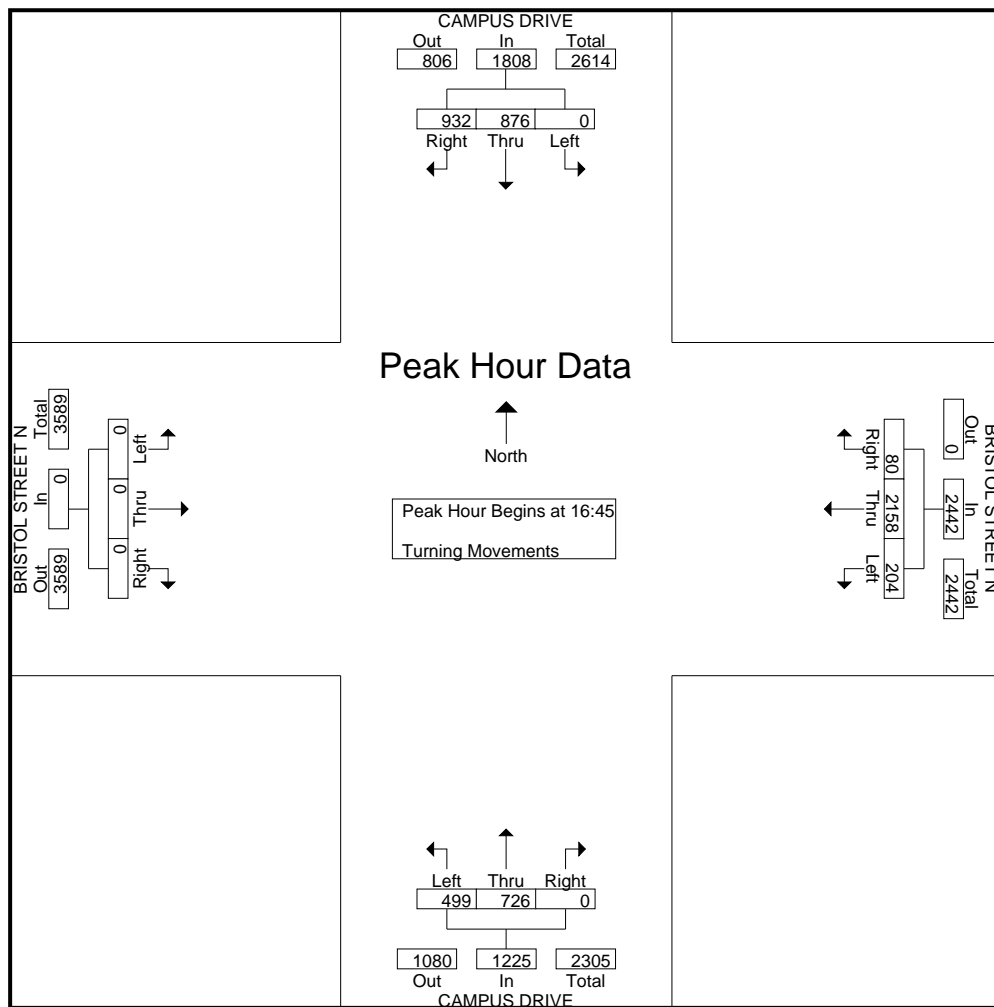 CAMPUS DRIVE
Out In Total
806 1808 2614
932 876 0
Right Thru Left
Peak Hour Data
North
Peak Hour Begins at 16:45
Turning Movements
BRISTOL STREET N
Out In Total
3589 0 3589
0 0 0
Right Thru Left
BRISTOL STREET N
Out In Total
0 2442 2442
80 2158 204
Right Thru Left
Left Thru Right
499 726 0
1080 1225 2305
Out In Total
CAMPUS DRIVE